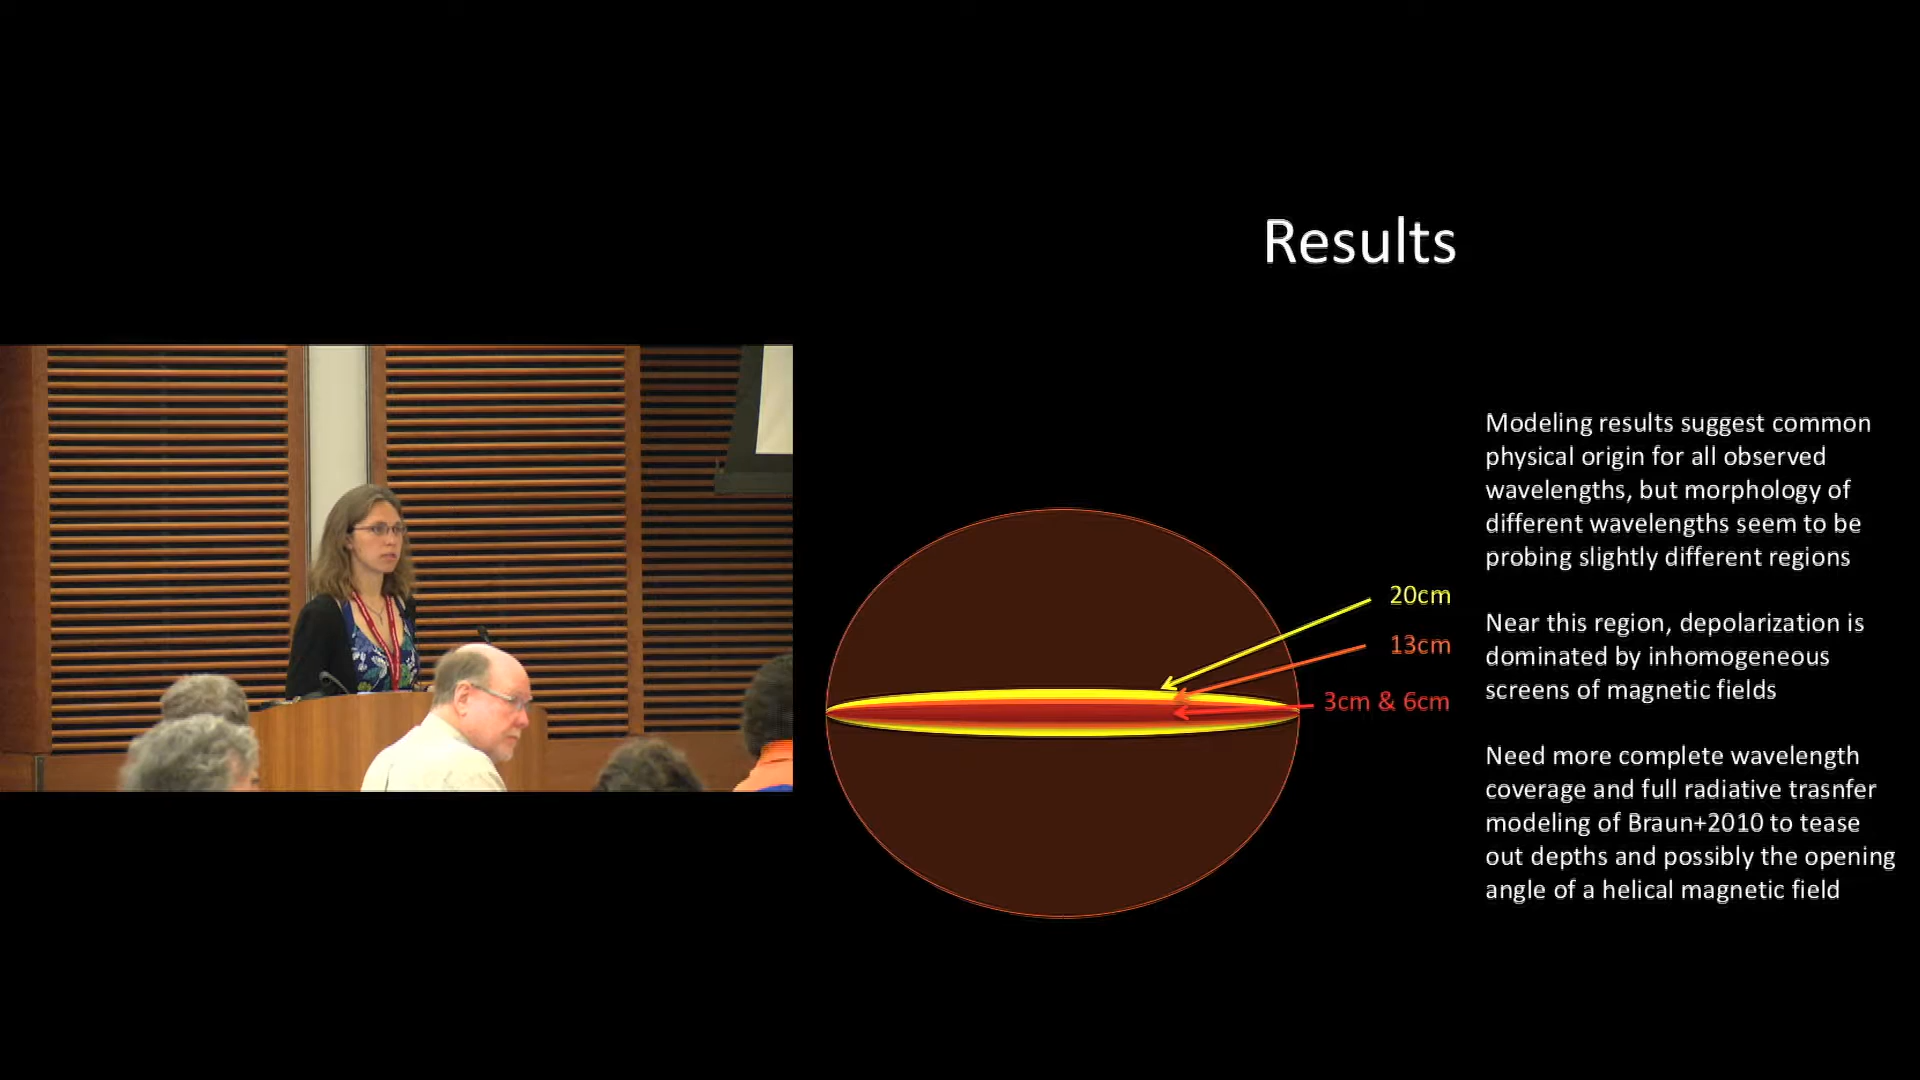 Results
Modeling results suggest common
physical origin for all observed
wavelengths, but morphology of
different wavelengths seem to be
probing slightly different regions
20cm
13cm
3cm & 6cm
Near this region, depolarization is
dominated by inhomogeneous
screens of magnetic fields
Need more complete wavelength
coverage and full radiative trasnfer
modeling of Braun+2010 to tease
out depths and possibly the opening
angle of a helical magnetic field